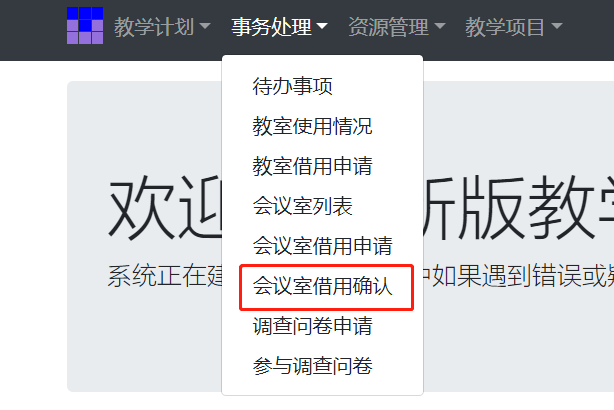 教学计划 事务处理 资源管理 教学项目
待办事项
教室使用情况
教室借用申请
会议室列表
会议室借用申请
会议室借用确认
调查问卷申请
参与调查问卷
欢迎 新版教学
系统正在建 中如果遇到错误或疑